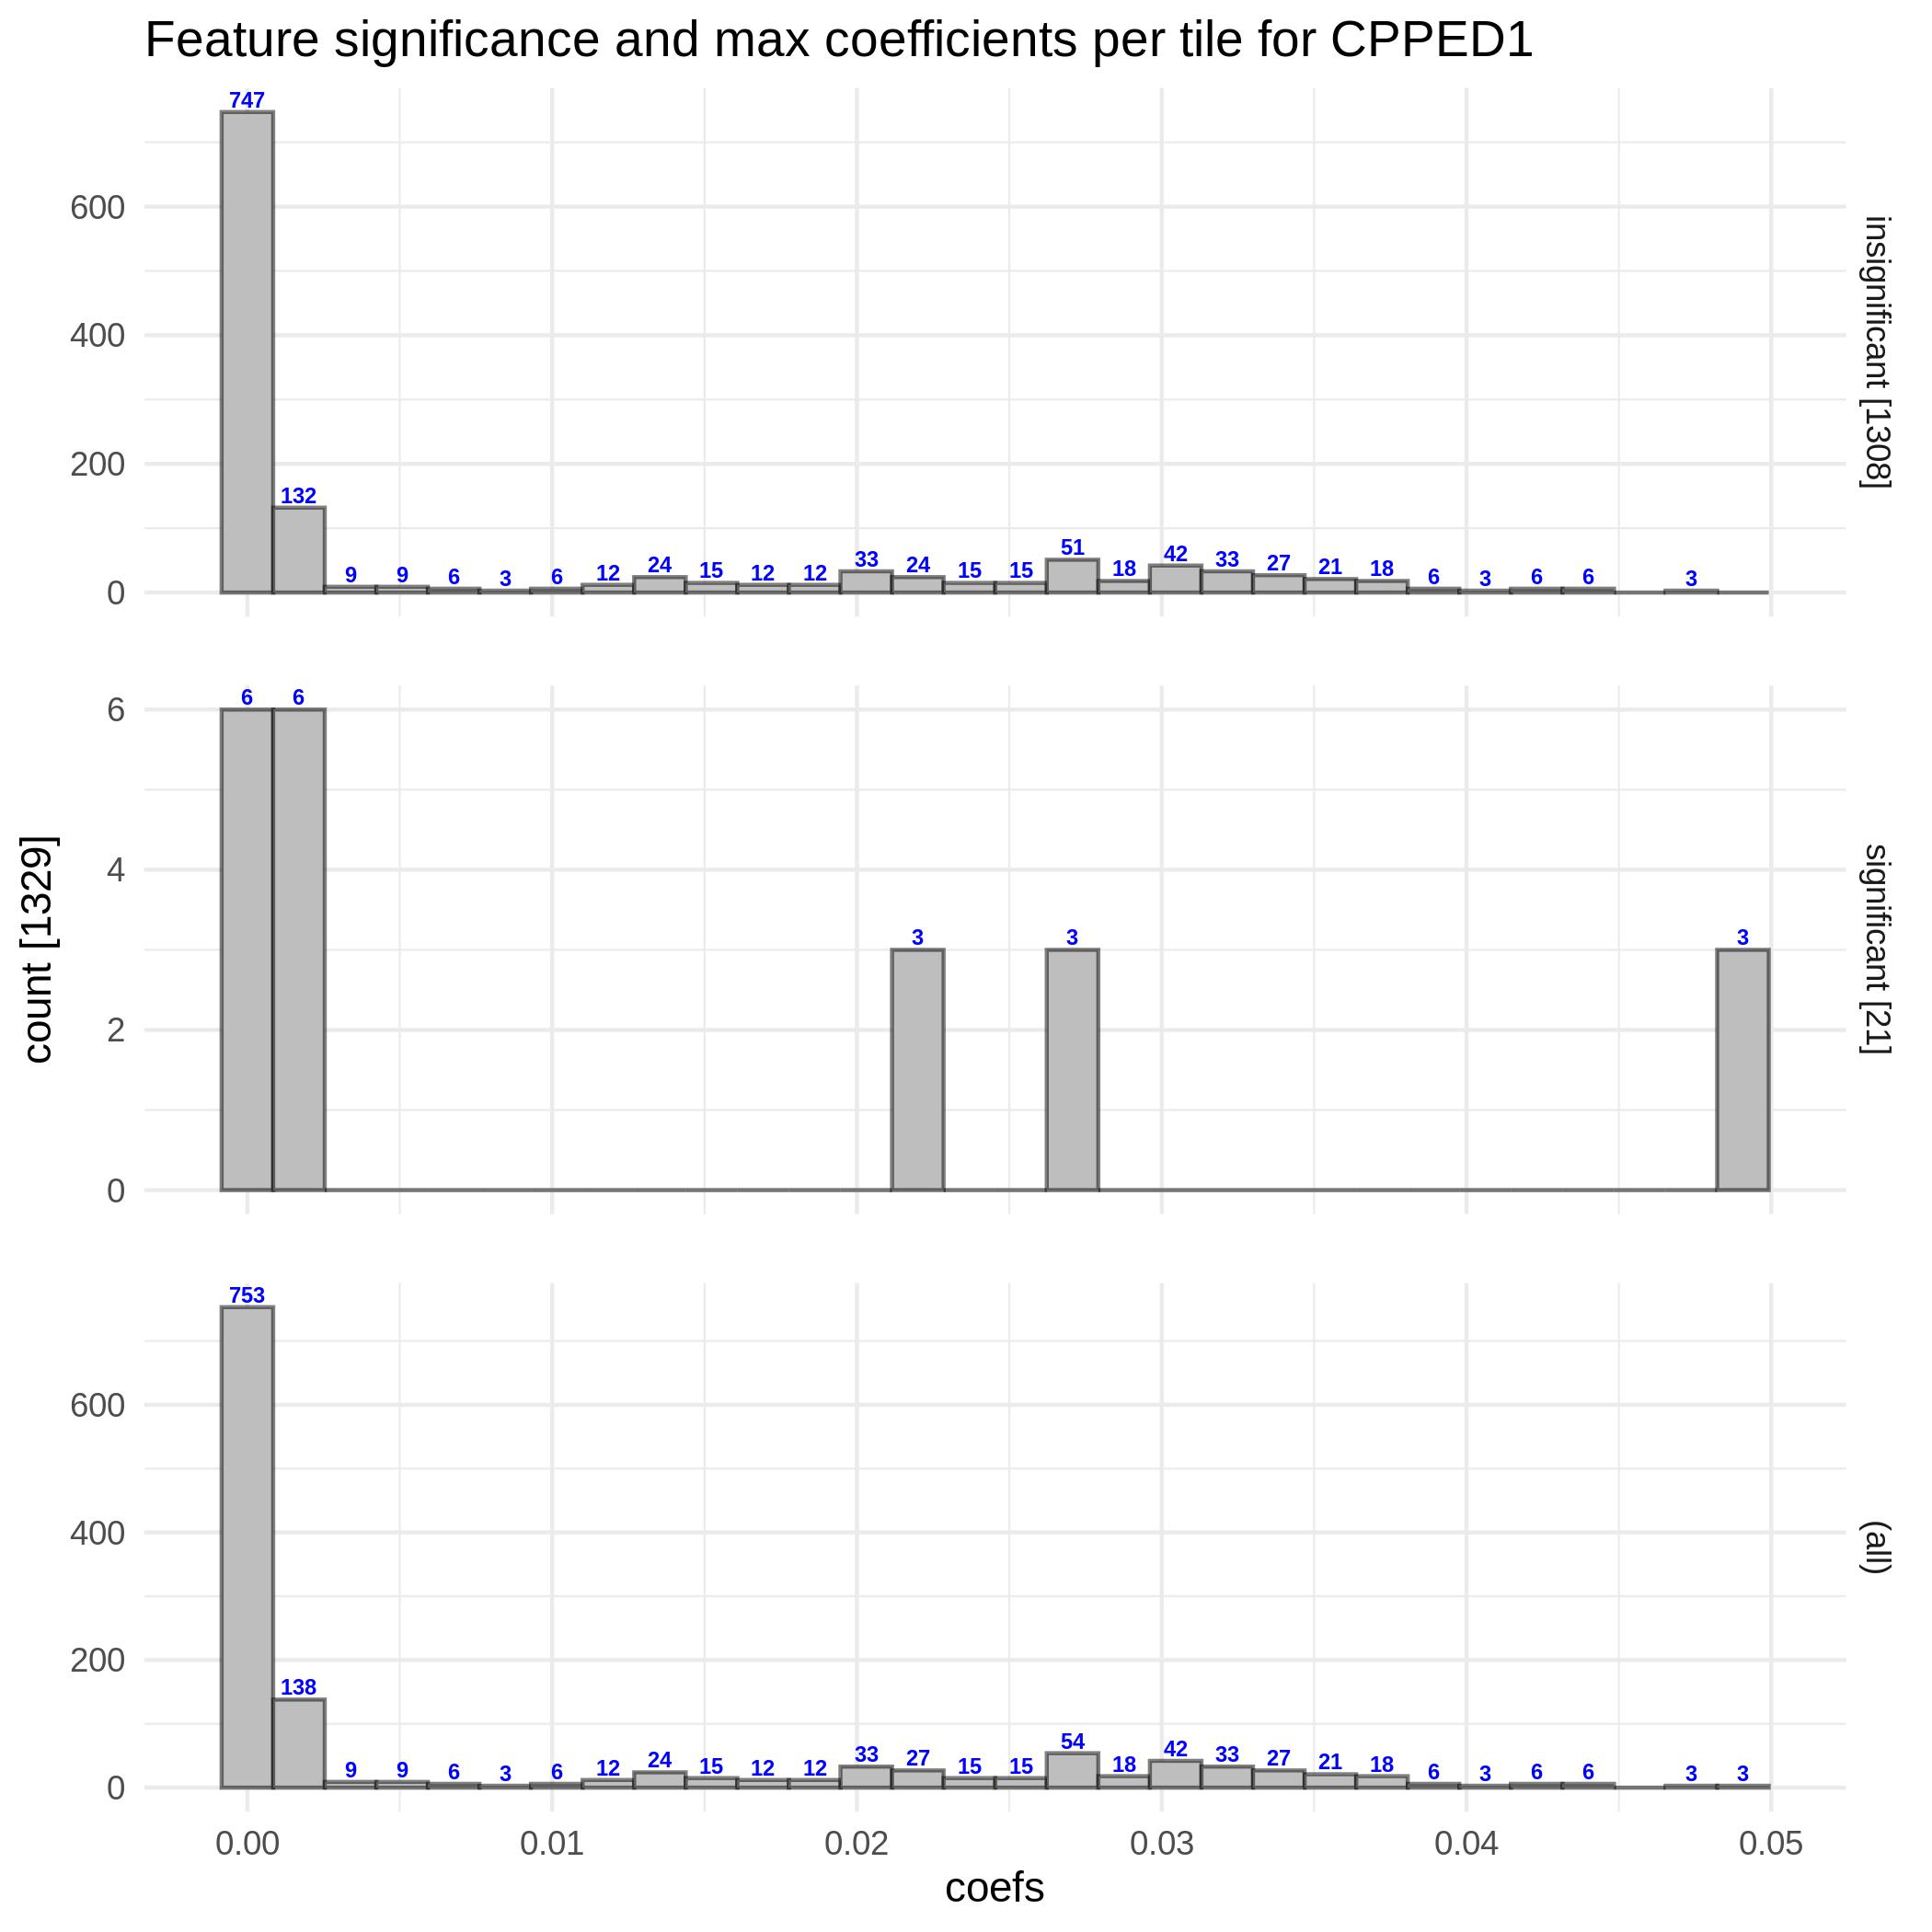 Feature significance and max coefficients per tile for CPPED1
747
132
9 9 6 3 6 12 24 15 12 12 33 24 15 15 51 18 42 33 27 21 18 6 3 6 6 3
600
400
200
0
insignificant [1308]
6 6 3 3 3
6
4
2
0
significant [21]
count [1329]
753
138
9 9 6 3 6 12 24 15 12 12 33 27 15 15 54 18 42 33 27 21 18 6 3 6 6 3 3
600
400
200
0
(all)
0.00 0.01 0.02 0.03 0.04 0.05
coefs